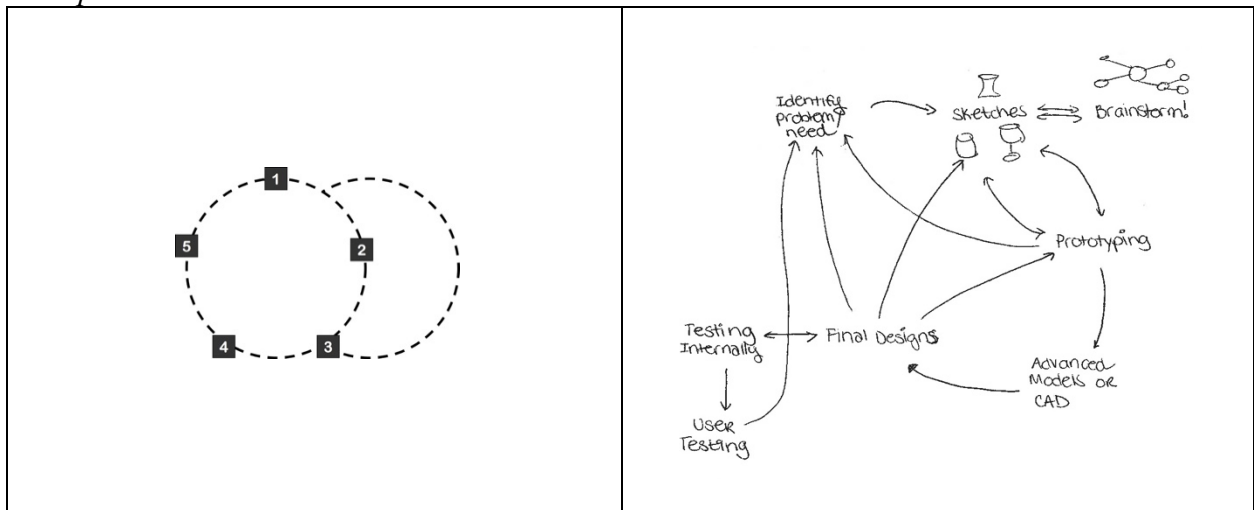 1
2
3
4
5
Identify
problem/
need
sketches
Brainstorm!
Prototyping
Testing
Internally
Final Designs
Advanced
Models OR
CAD
User
Testing